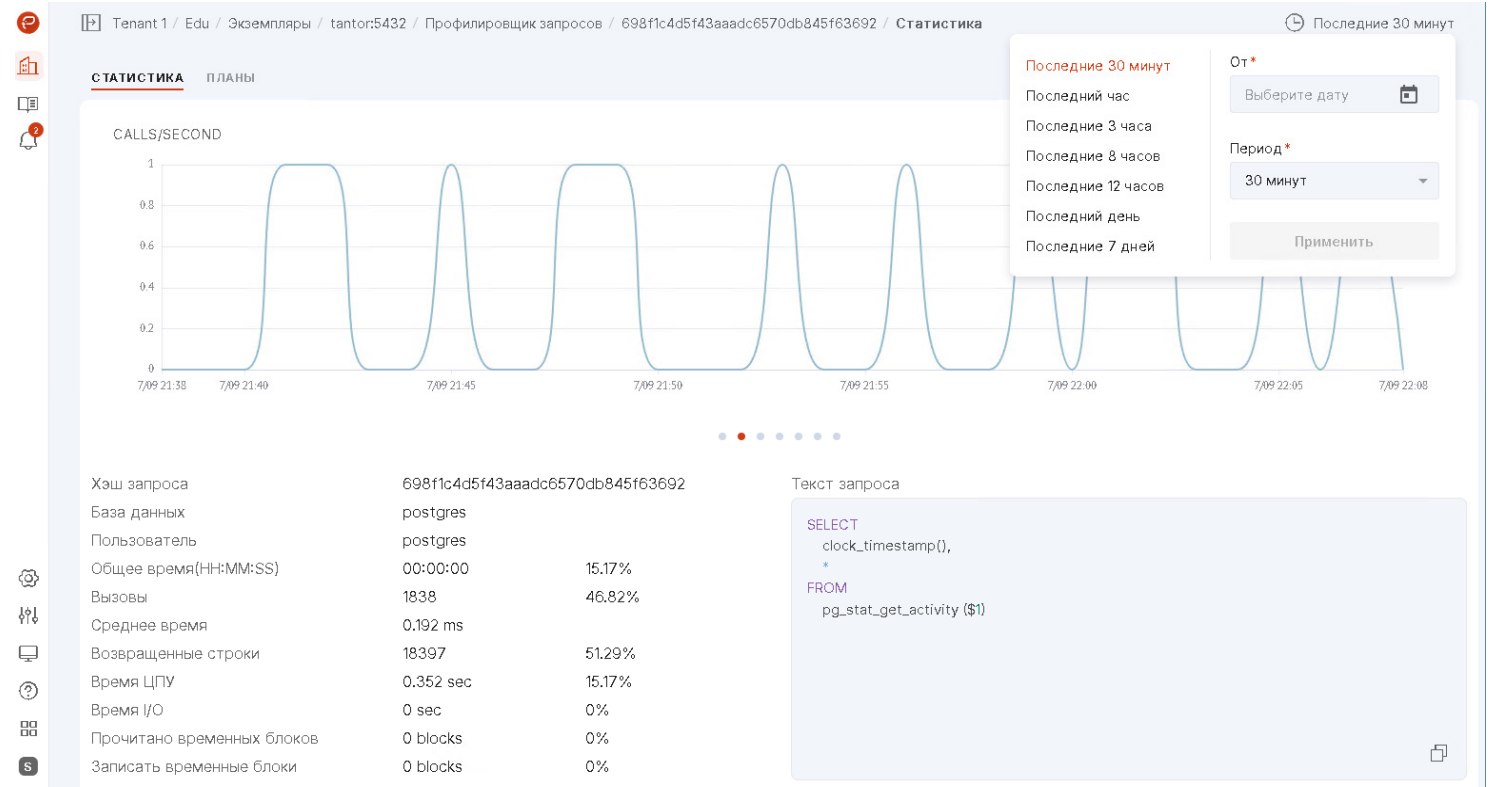 Tenant 1 / Edu / Экземпляры / tantor:5432 / Профилировщик запросов / 698f1c4d5f43aaadc6570db845f63692 / Статистика
Последние 30 минут
СТАТИСТИКА ПЛАНЫ
2
Последние 30 минут
Последний час
Последние 3 часа
Последние 8 часов
Последние 12 часов
Последний день
Последние 7 дней
От*
Выберите дату
Период*
30 минут
Применить
CALLS/SECOND
1
0.8
0.6
0.4
0.2
0
7/09 21:38 7/09 21:40 7/09 21:45 7/09 21:50 7/09 21:55 7/09 22:00 7/09 22:05 7/09 22:08
Хэш запроса 698f1c4d5f43aaadc6570db845f63692
База данных postgres
Пользователь postgres
Общее время(HH:MM:SS) 00:00:00 15.17%
Вызовы 1838 46.82%
Среднее время 0.192 ms
Возвращенные строки 18397 51.29%
Время ЦПУ 0.352 sec 15.17%
Время I/O 0 sec 0%
Прочитано временных блоков 0 blocks 0%
Записать временные блоки 0 blocks 0%
Текст запроса
SELECT
clock_timestamp(),
*
FROM
pg_stat_get_activity ($1)
S